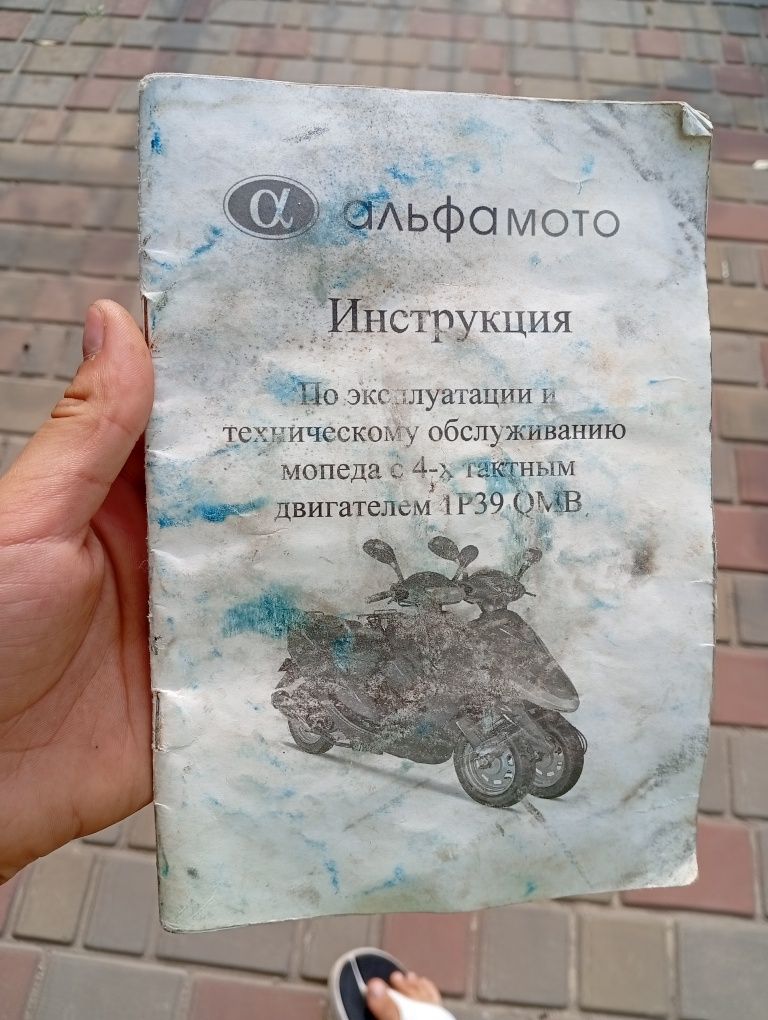 α альфамото
Инструкция
По эксплуатации и
техническому обслуживанию
мопеда с 4-х тактным
двигателем 1P39 QMB